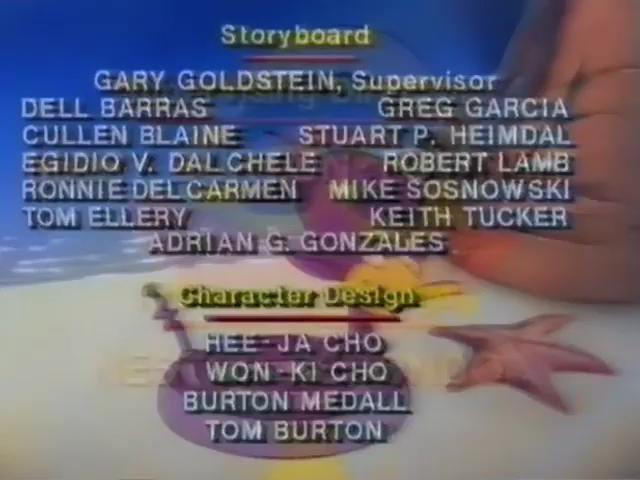 Storyboard
GARY GOLDSTEIN, Supervisor
DELL BARRAS GREG GARCIA
CULLEN BLAINE STUART P. HEIMDAL
EGIDIO V. DAL CHELE ROBERT LAMB
RONNIE DEL CARMEN MIKE SOSNOWSKI
TOM ELLERY KEITH TUCKER
ADRIAN G. GONZALES
Character Design
HEE-JA CHO
WON-KI CHO
BURTON MEDALL
TOM BURTON